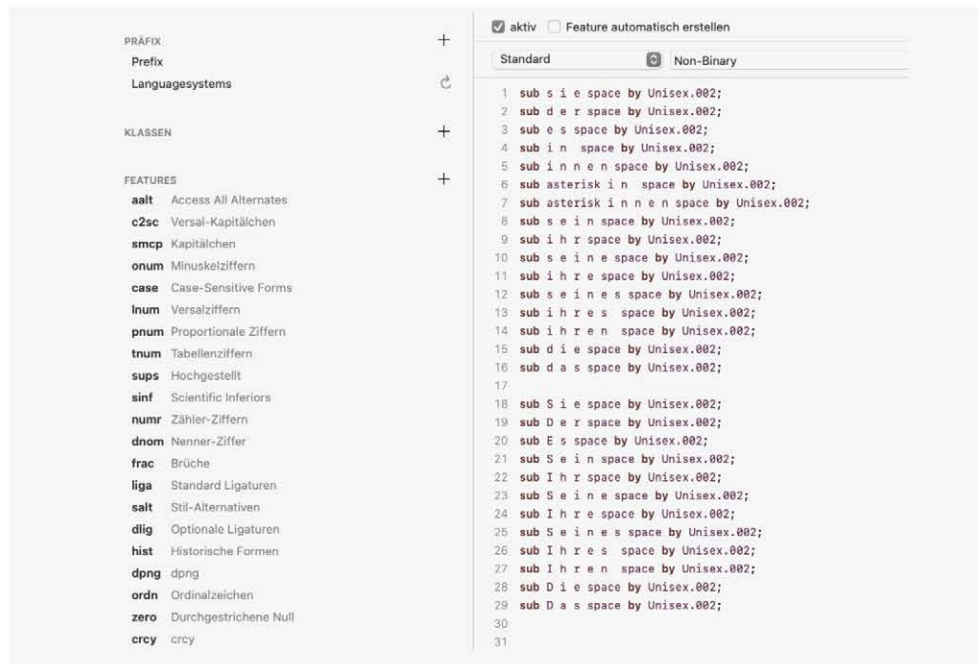 PRÄFIX +
Prefix
Languagesystems
KLASSEN +
FEATURES +
aalt Access All Alternates
c2sc Versal-Kapitälchen
smcp Kapitälchen
onum Minuskelziffern
case Case-Sensitive Forms
lnum Versalziffern
pnum Proportionale Ziffern
tnum Tabellenziffern
sups Hochgestellt
sinf Scientific Inferiors
numr Zähler-Ziffern
dnom Nenner-Ziffer
frac Brüche
liga Standard Ligaturen
salt Stil-Alternativen
dlig Optionale Ligaturen
hist Historische Formen
dpng dpng
ordn Ordinalzeichen
zero Durchgestrichene Null
crcy crcy
aktiv Feature automatisch erstellen
Standard Non-Binary
1 sub s i e space by Unisex.002;
2 sub d e r space by Unisex.002;
3 sub e s space by Unisex.002;
4 sub i n space by Unisex.002;
5 sub i n n e n space by Unisex.002;
6 sub asterisk i n space by Unisex.002;
7 sub asterisk i n n e n space by Unisex.002;
8 sub s e i n space by Unisex.002;
9 sub i h r space by Unisex.002;
10 sub s e i n e space by Unisex.002;
11 sub i h r e space by Unisex.002;
12 sub s e i n e s space by Unisex.002;
13 sub i h r e s space by Unisex.002;
14 sub i h r e n space by Unisex.002;
15 sub d i e space by Unisex.002;
16 sub d a s space by Unisex.002;
17
18 sub S i e space by Unisex.002;
19 sub D e r space by Unisex.002;
20 sub E s space by Unisex.002;
21 sub S e i n space by Unisex.002;
22 sub I h r space by Unisex.002;
23 sub S e i n e space by Unisex.002;
24 sub I h r e space by Unisex.002;
25 sub S e i n e s space by Unisex.002;
26 sub I h r e s space by Unisex.002;
27 sub I h r e n space by Unisex.002;
28 sub D i e space by Unisex.002;
29 sub D a s space by Unisex.002;
30
31